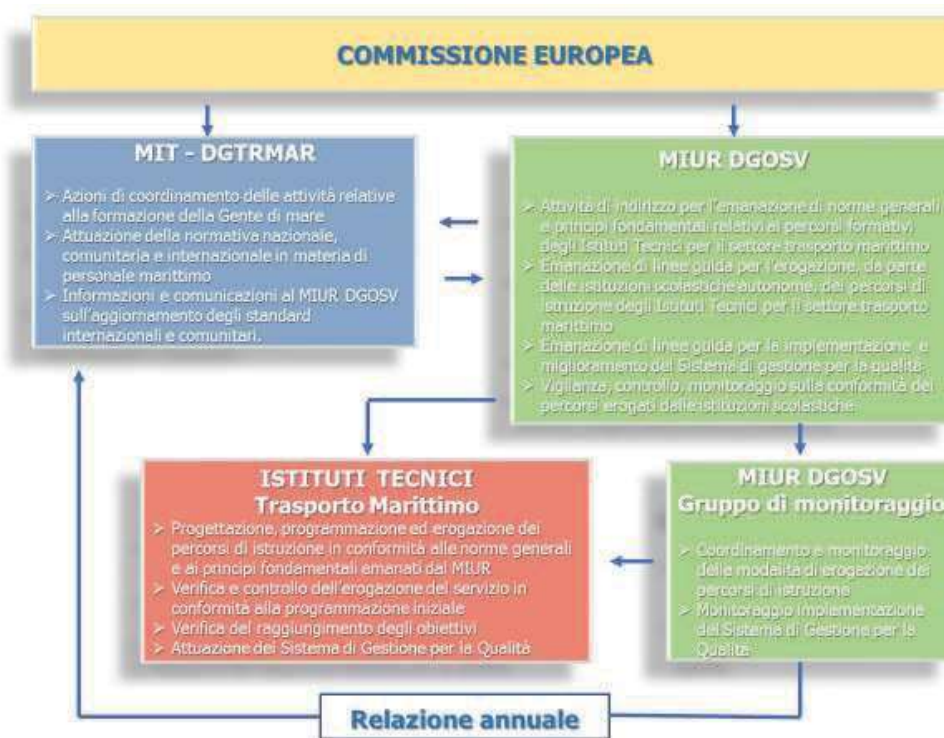 COMMISSIONE EUROPEA
MIT - DGTRMAR
➢ Azioni di coordinamento delle attività relative
alla formazione della Gente di mare
➢ Attuazione della normativa nazionale,
comunitaria e internazionale in materia di
personale marittimo
➢ Informazioni e comunicazioni al MIUR DGOSV
sull'aggiornamento degli standard
internazionali e comunitari.
MIUR DGOSV
➢ Attività di indirizzo per l'emanazione di norme generali
e principi fondamentali relativi ai percorsi formativi
degli Istituti Tecnici per il settore trasporto marittimo
➢ Emanazione di linee guida per l'erogazione, da parte
delle istituzioni scolastiche autonome, dei percorsi di
istruzione degli Istituti Tecnici per il settore trasporto
marittimo
➢ Emanazione di linee guida per la implementazione e
miglioramento del Sistema di gestione per la qualità
➢ Vigilanza, controllo, monitoraggio sulla conformità dei
percorsi erogati dalle istituzioni scolastiche
ISTITUTI TECNICI
Trasporto Marittimo
➢ Progettazione, programmazione ed erogazione dei
percorsi di istruzione in conformità alle norme generali
e ai principi fondamentali emanati dal MIUR
➢ Verifica e controllo dell'erogazione del servizio in
conformità alla programmazione iniziale
➢ Verifica del raggiungimento degli obiettivi
➢ Attuazione del Sistema di Gestione per la Qualità
MIUR DGOSV
Gruppo di monitoraggio
➢ Coordinamento e monitoraggio
delle modalità di erogazione dei
percorsi di istruzione
➢ Monitoraggio implementazione
del Sistema di Gestione per la
Qualità
Relazione annuale